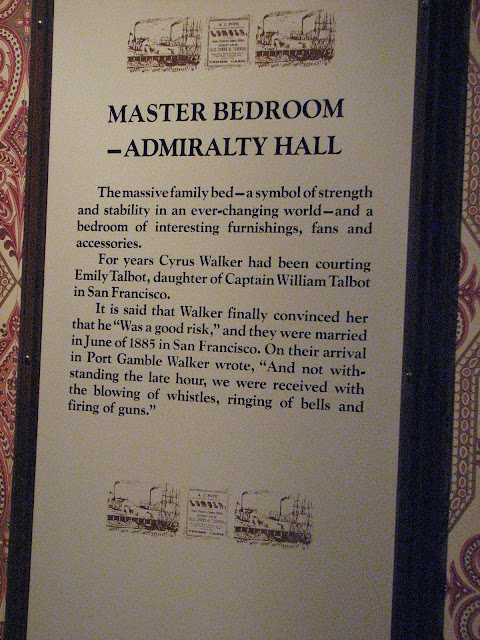 A. J. POPE,
LUMBER
MASTER BEDROOM
—ADMIRALTY HALL
The massive family bed—a symbol of strength
and stability in an ever-changing world—and a
bedroom of interesting furnishings, fans and
accessories.
For years Cyrus Walker had been courting
Emily Talbot, daughter of Captain William Talbot
in San Francisco.
It is said that Walker finally convinced her
that he “Was a good risk,” and they were married
in June of 1885 in San Francisco. On their arrival
in Port Gamble Walker wrote, “And not with-
standing the late hour, we were received with
the blowing of whistles, ringing of bells and
firing of guns.”
A. J. POPE,
LUMBER